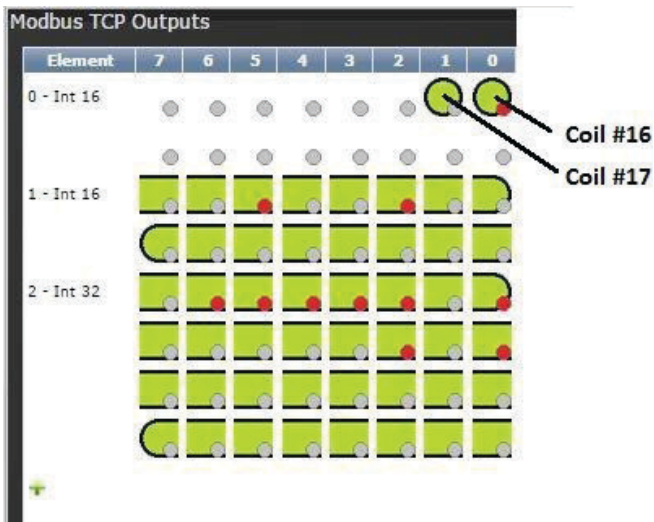 Modbus TCP Outputs
Element 7 6 5 4 3 2 1 0
0 - Int 16
Coil #16
Coil #17
1 - Int 16
2 - Int 32